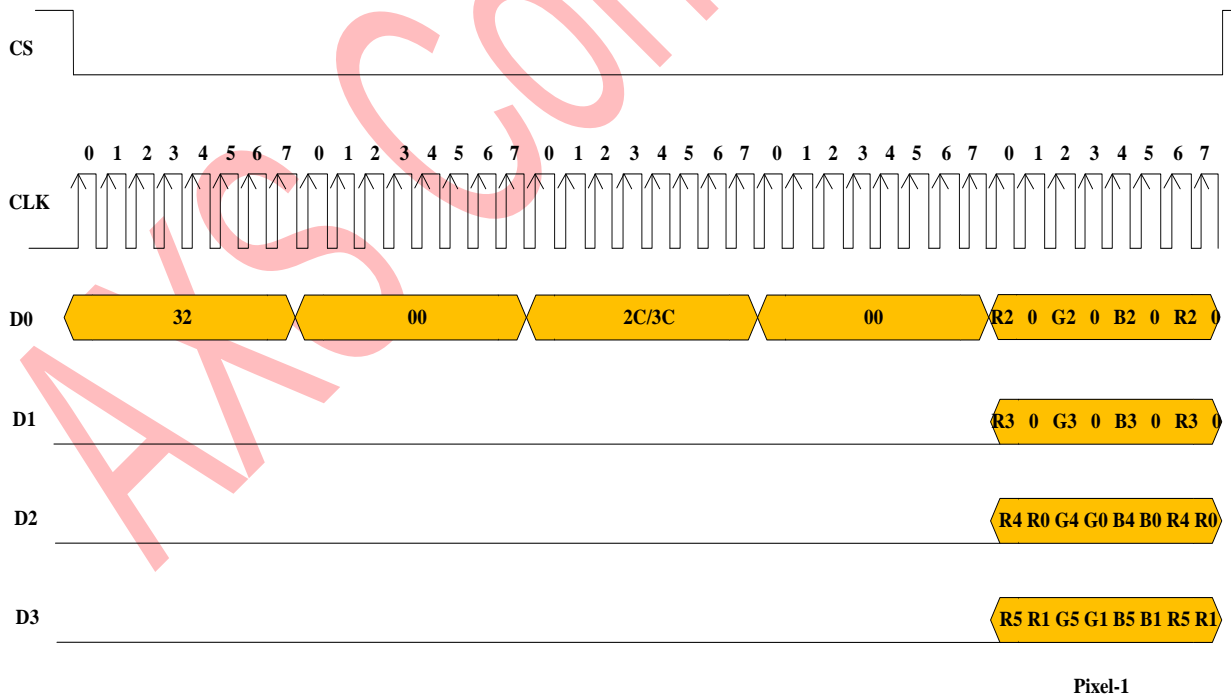 CS
0 1 2 3 4 5 6 7 0 1 2 3 4 5 6 7 0 1 2 3 4 5 6 7 0 1 2 3 4 5 6 7 0 1 2 3 4 5 6 7
CLK
D0 32 00 2C/3C 00 R2 0 G2 0 B2 0 R2 0
D1 R3 0 G3 0 B3 0 R3 0
D2 R4 R0 G4 G0 B4 B0 R4 R0
D3 R5 R1 G5 G1 B5 B1 R5 R1
Pixel-1
AXS Con